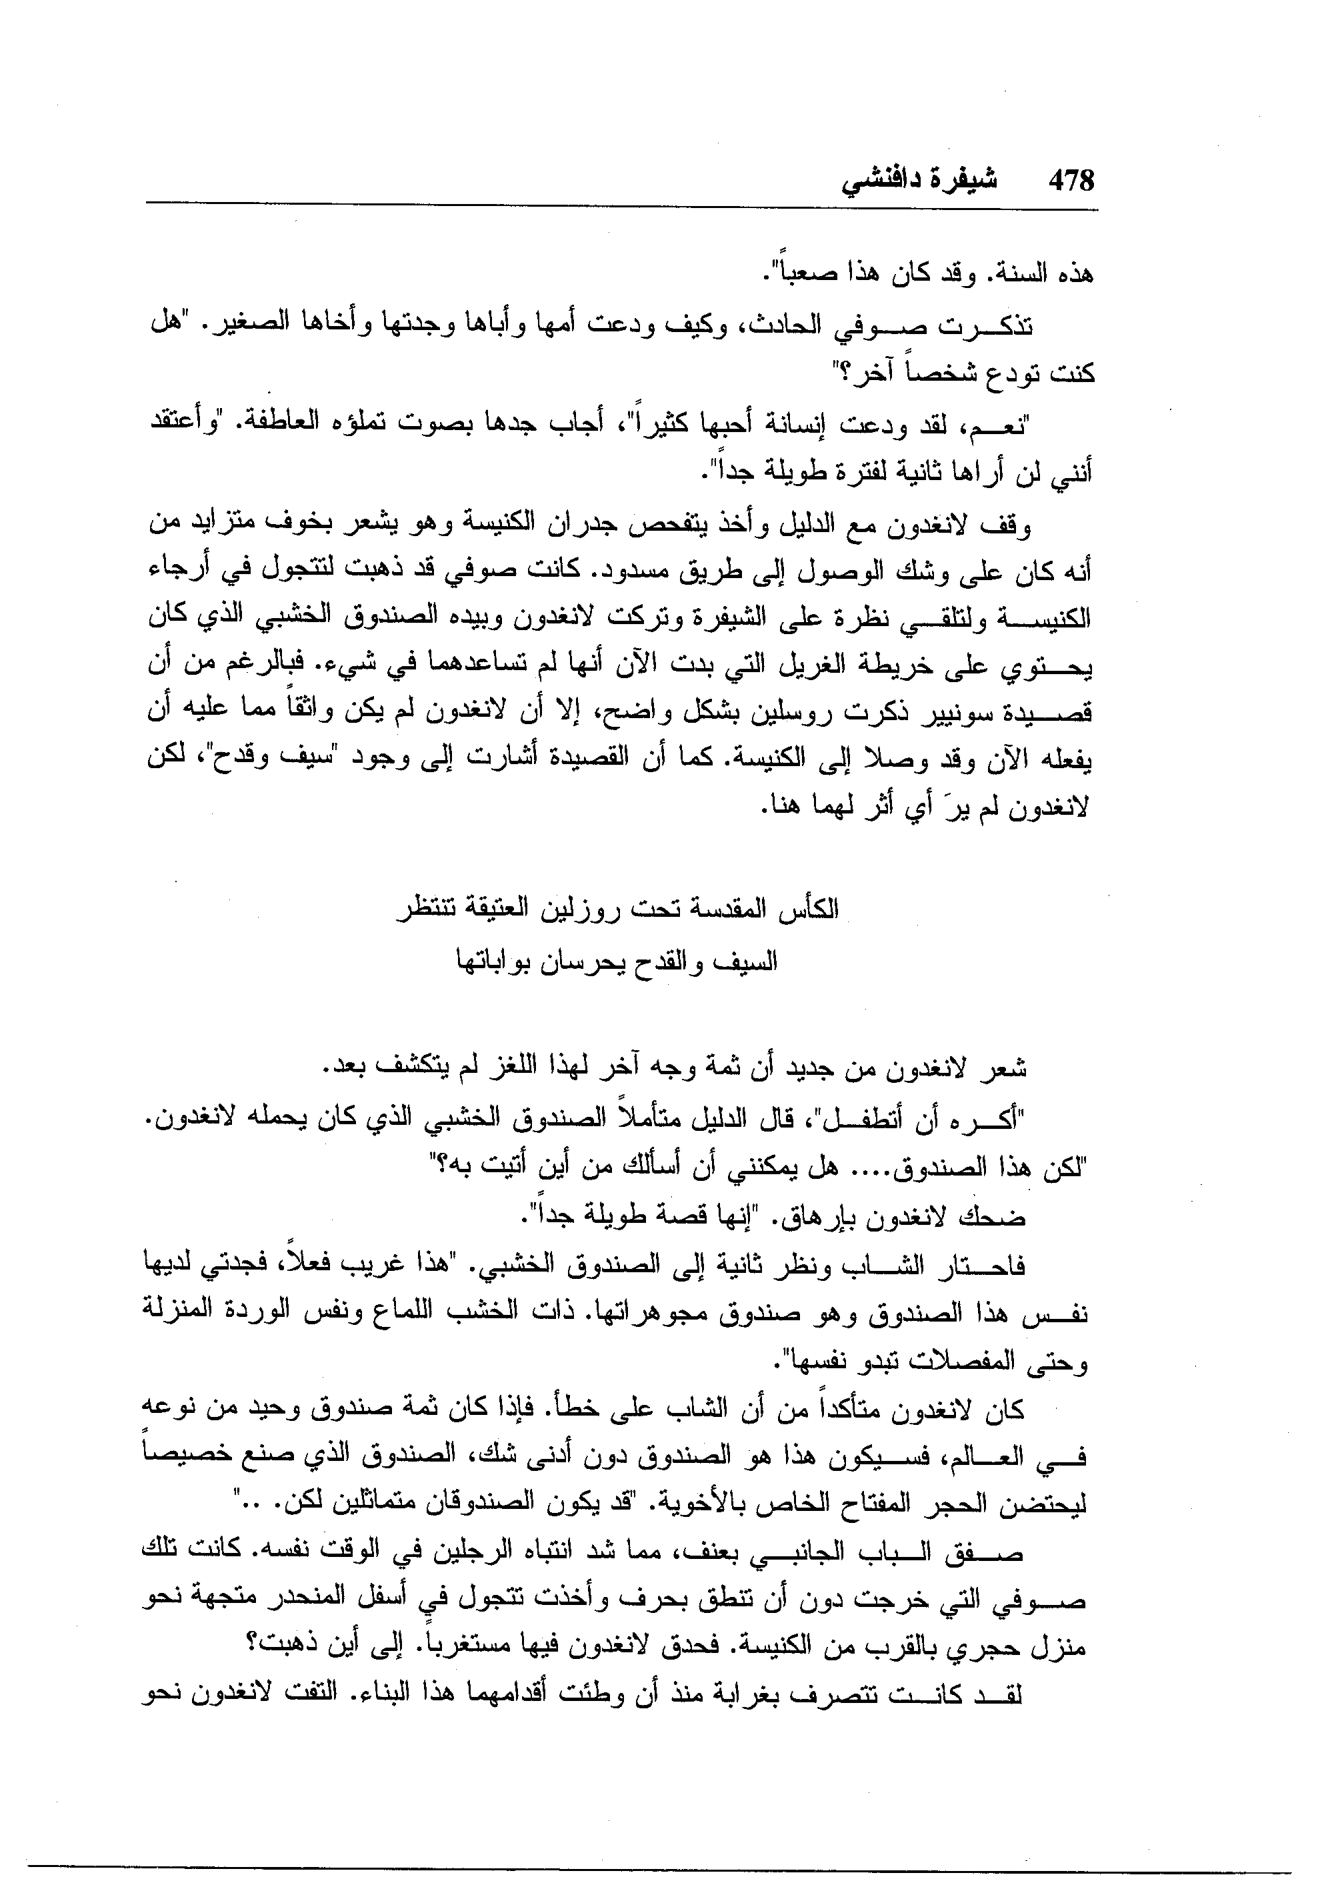 478 شيفرة دافنشي
هذه السنة. وقد كان هذا صعباً".
تذكرت صوفي الحادث، وكيف ودعت أمها وأباها وجدتها وأخاها الصغير. "هل
كنت تودع شخصاً آخر؟"
"نعم، لقد ودعت إنسانة أحبها كثيراً"، أجاب جدها بصوت تملؤه العاطفة. "وأعتقد
أنني لن أراها ثانية لفترة طويلة جداً".
وقف لانغدون مع الدليل وأخذ يتفحص جدران الكنيسة وهو يشعر بخوف متزايد من
أنه كان على وشك الوصول إلى طريق مسدود. كانت صوفي قد ذهبت لتتجول في أرجاء
الكنيسة ولتلقي نظرة على الشيفرة وتركت لانغدون وبيده الصندوق الخشبي الذي كان
يحتوي على خريطة الغريل التي بدت الآن أنها لم تساعدهما في شيء. فبالرغم من أن
قصيدة سونيير ذكرت روسلين بشكل واضح، إلا أن لانغدون لم يكن واثقاً مما عليه أن
يفعله الآن وقد وصلا إلى الكنيسة. كما أن القصيدة أشارت إلى وجود "سيف وقدح"، لكن
لانغدون لم يرَ أي أثر لهما هنا.
الكأس المقدسة تحت روزلين العتيقة تنتظر
السيف والقدح يحرسان بواباتها
شعر لانغدون من جديد أن ثمة وجه آخر لهذا اللغز لم يتكشف بعد.
"أكره أن أتطفل"، قال الدليل متأملاً الصندوق الخشبي الذي كان يحمله لانغدون.
"لكن هذا الصندوق.... هل يمكنني أن أسألك من أين أتيت به؟"
ضحك لانغدون بإرهاق. "إنها قصة طويلة جداً".
فاحتار الشاب ونظر ثانية إلى الصندوق الخشبي. "هذا غريب فعلاً، فجدتي لديها
نفس هذا الصندوق وهو صندوق مجوهراتها. ذات الخشب اللماع ونفس الوردة المنزلة
وحتى المفصلات تبدو نفسها".
كان لانغدون متأكداً من أن الشاب على خطأ. فإذا كان ثمة صندوق وحيد من نوعه
في العالم، فسيكون هذا هو الصندوق دون أدنى شك، الصندوق الذي صنع خصيصاً
ليحتضن الحجر المفتاح الخاص بالأخوية. "قد يكون الصندوقان متماثلين لكن. .."
صفق الباب الجانبي بعنف، مما شد انتباه الرجلين في الوقت نفسه. كانت تلك
صوفي التي خرجت دون أن تنطق بحرف وأخذت تتجول في أسفل المنحدر متجهة نحو
منزل حجري بالقرب من الكنيسة. فحدق لانغدون فيها مستغرباً. إلى أين ذهبت؟
لقد كانت تتصرف بغرابة منذ أن وطئت أقدامهما هذا البناء. التفت لانغدون نحو